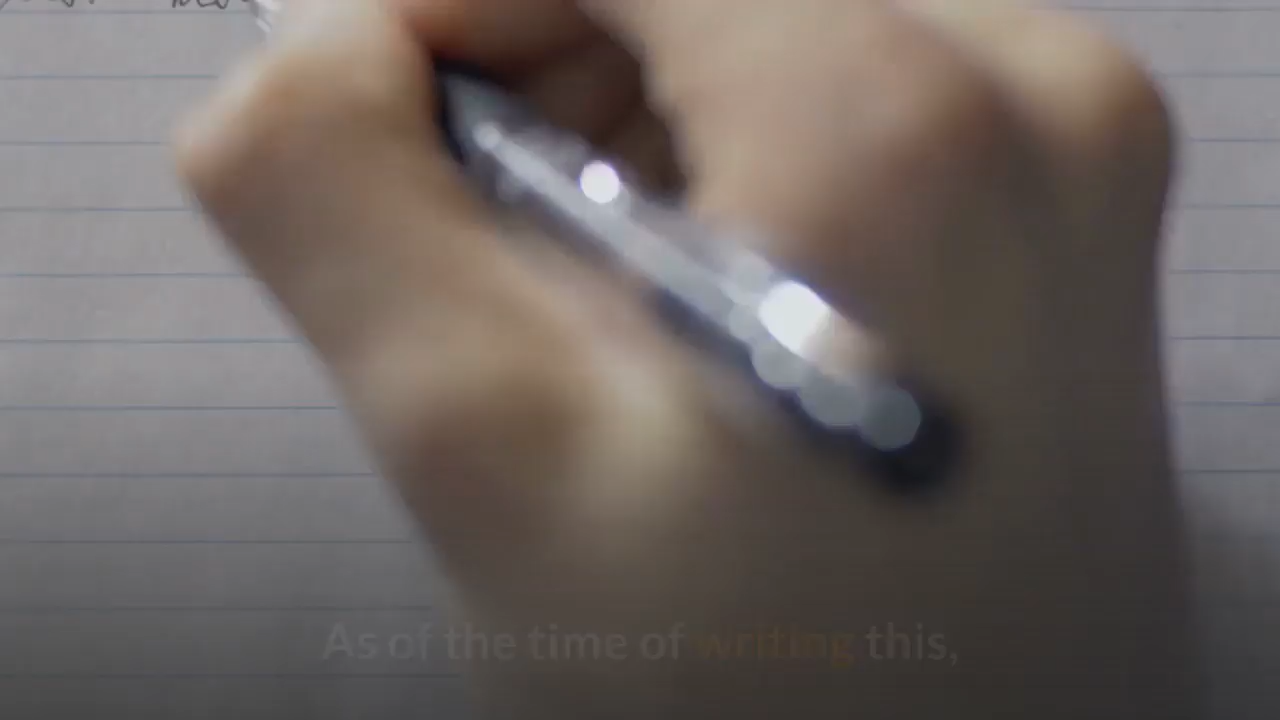 As of the time of writing this,